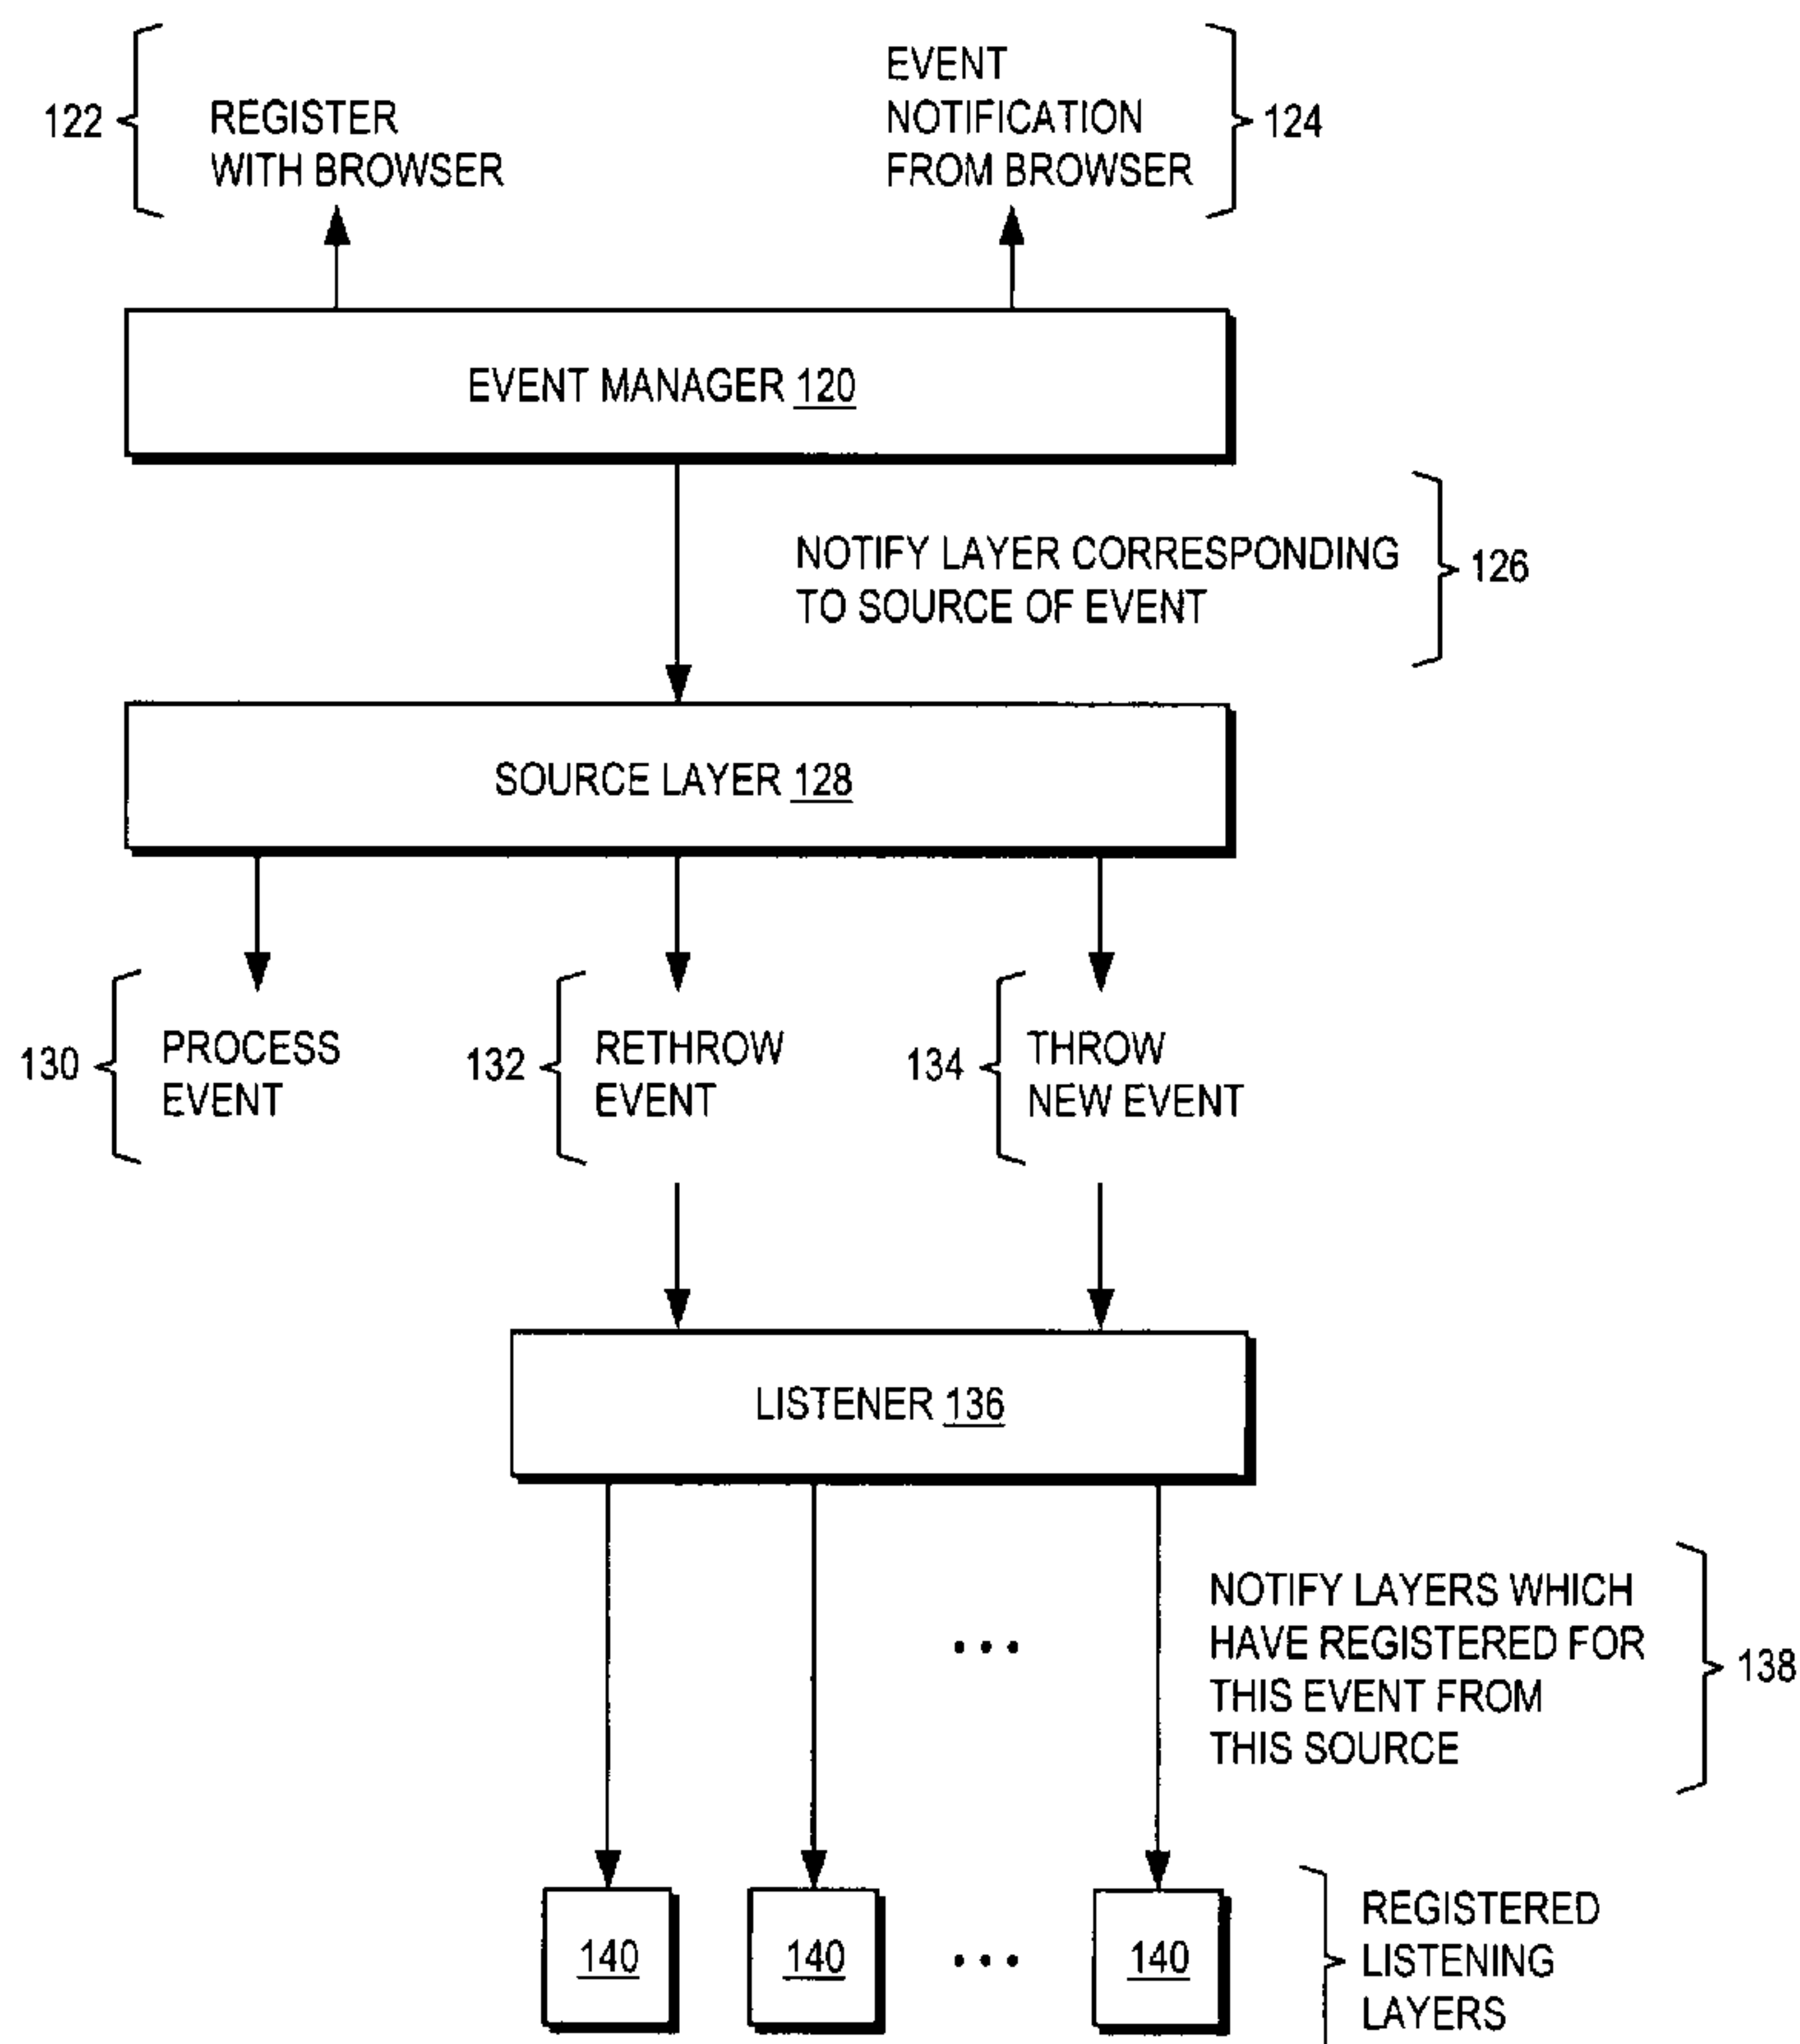 122
REGISTER
WITH BROWSER
EVENT
NOTIFICATION
FROM BROWSER
124
EVENT MANAGER 120
NOTIFY LAYER CORRESPONDING
TO SOURCE OF EVENT
126
SOURCE LAYER 128
130
PROCESS
EVENT
132
RETHROW
EVENT
134
THROW
NEW EVENT
LISTENER 136
NOTIFY LAYERS WHICH
HAVE REGISTERED FOR
THIS EVENT FROM
THIS SOURCE
138
...
140
140
...
140
REGISTERED
LISTENING
LAYERS